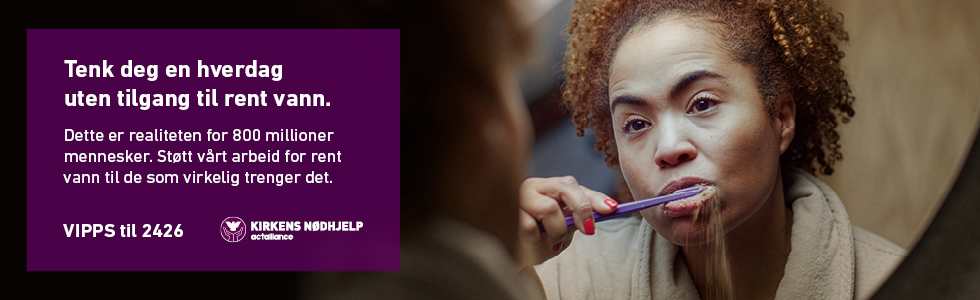 Tenk deg en hverdag
uten tilgang til rent vann.
Dette er realiteten for 800 millioner
mennesker. Støtt vårt arbeid for rent
vann til de som virkelig trenger det.
VIPPS til 2426
KIRKENS NØDHJELP
actalliance